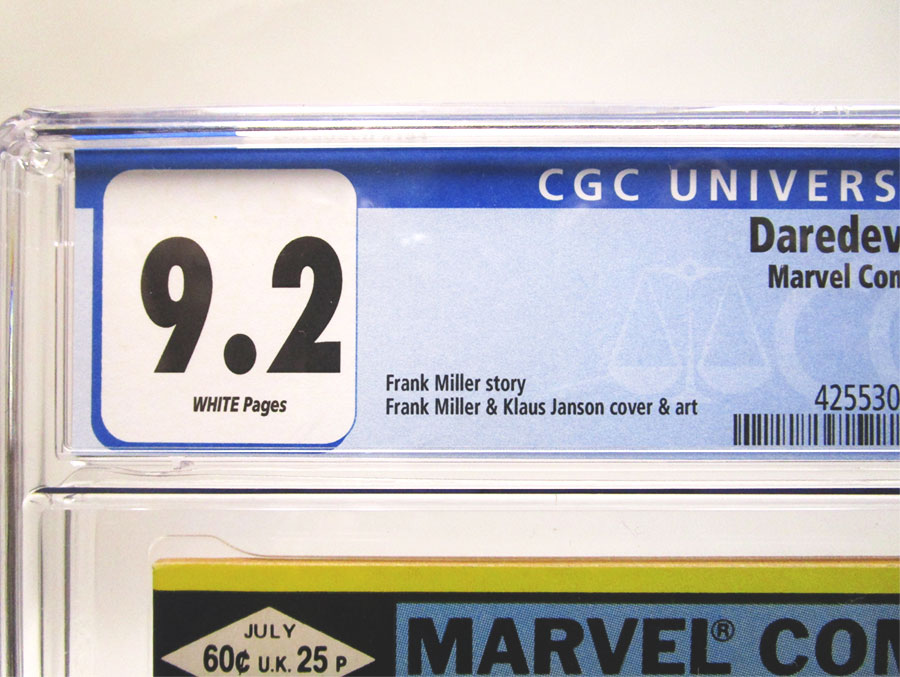 CGC UNIVERS
9.2
WHITE Pages
Daredev
Marvel Com
Frank Miller story
Frank Miller & Klaus Janson cover & art
425530
JULY
60¢ U.K. 25 P
MARVEL® COM